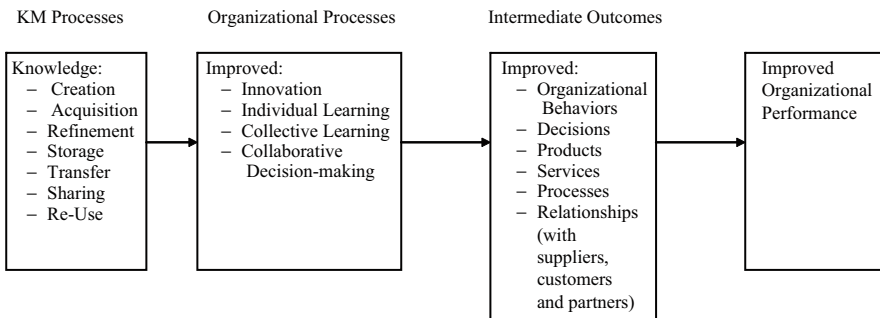 KM Processes
Organizational Processes
Intermediate Outcomes
Knowledge:
– Creation
– Acquisition
– Refinement
– Storage
– Transfer
– Sharing
– Re-Use
Improved:
– Innovation
– Individual Learning
– Collective Learning
– Collaborative
Decision-making
Improved:
– Organizational
Behaviors
– Decisions
– Products
– Services
– Processes
– Relationships
(with
suppliers,
customers
and partners)
Improved
Organizational
Performance